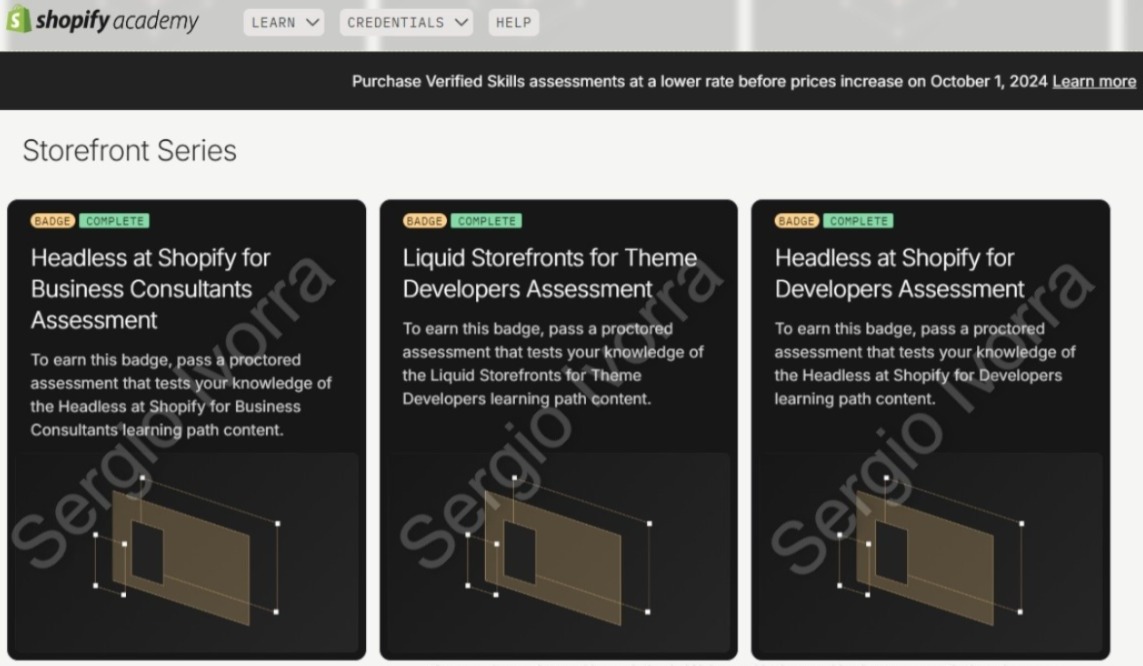 shopify academy
LEARN
CREDENTIALS
HELP
Purchase Verified Skills assessments at a lower rate before prices increase on October 1, 2024 Learn more
Storefront Series
BADGE COMPLETE
Headless at Shopify for
Business Consultants
Assessment
To earn this badge, pass a proctored
assessment that tests your knowledge of
the Headless at Shopify for Business
Consultants learning path content.
Sergio Ivorra
BADGE COMPLETE
Liquid Storefronts for Theme
Developers Assessment
To earn this badge, pass a proctored
assessment that tests your knowledge of
the Liquid Storefronts for Theme
Developers learning path content.
Sergio Ivorra
BADGE COMPLETE
Headless at Shopify for
Developers Assessment
To earn this badge, pass a proctored
assessment that tests your knowledge of
the Headless at Shopify for Developers
learning path content.
Sergio Ivorra